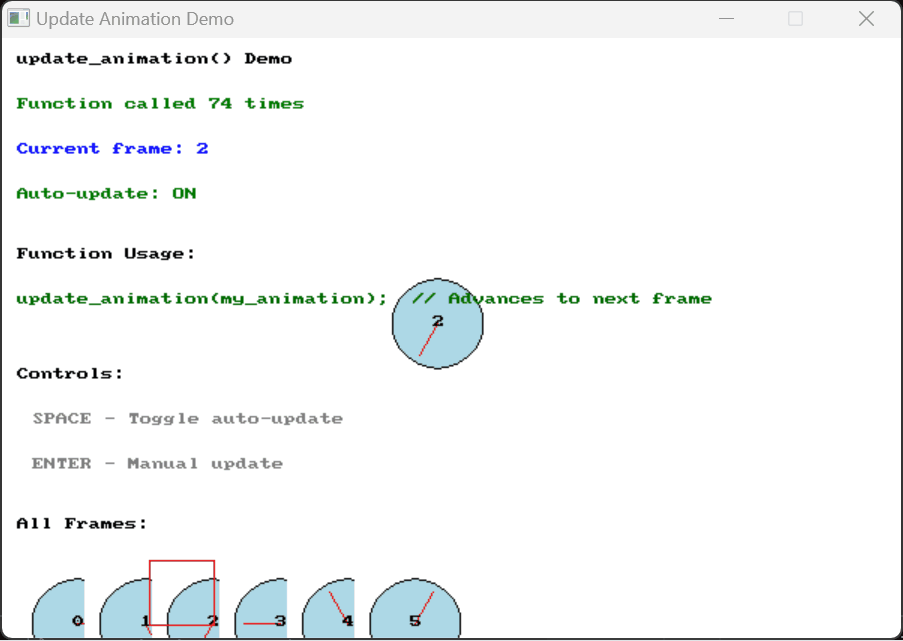 Update Animation Demo
update_animation() Demo
Function called 74 times
Current frame: 2
Auto-update: ON
Function Usage:
update_animation(my_animation);  // Advances to next frame
2
Controls:
SPACE - Toggle auto-update
ENTER - Manual update
All Frames:
0 1 2 3 4 5